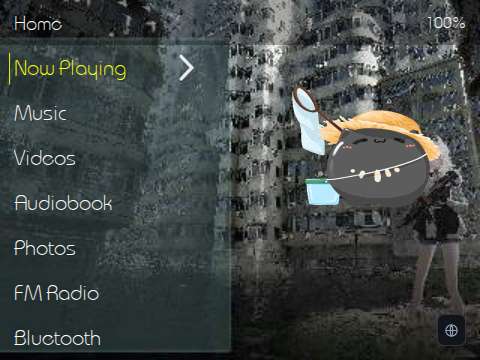 Home 100%
Now Playing
Music
Videos
Audiobook
Photos
FM Radio
Bluetooth